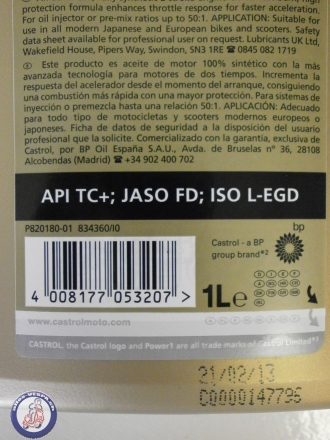 protection formula enhances throttle response for faster acceleration.
For oil injector or pre-mix ratios up to 50:1. APPLICATION: Suitable for
use in all modern Japanese and European bikes and scooters. Safety
data sheet available for professional user on request. Lubricants UK Ltd,
Wakefield House, Pipers Way, Swindon, SN3 1RE ☎ 0845 082 1719
ES Este producto es aceite de motor 100% sintético con la más
avanzada tecnología para motores de dos tiempos. Incrementa la
respuesta del acelerador desde el momento del arranque, consiguiendo
una combustión más rápida con una mayor protección. Para sistemas de
inyección o premezcla hasta una relación 50:1. APLICACIÓN: Adecuado
para todo tipo de motocicletas y scooters modernos europeos o
japoneses. Ficha de datos de seguridad a la disposición del usuario
profesional que la solicite. Comercializado con la garantía, exclusiva de
Castrol, por BP Oil España S.A.U., Avda. de Bruselas nº 36, 28108
Alcobendas (Madrid) ☎ +34 902 400 702
API TC+; JASO FD; ISO L-EGD
P820180-01 834360/I0
bp
Castrol - a BP
group brand*²
4 008177 053207 >
1L e
www.castrolmoto.com
CASTROL, the Castrol logo and Power1 are all trade marks of Castrol Limited*³
21/02/13
C0000147796